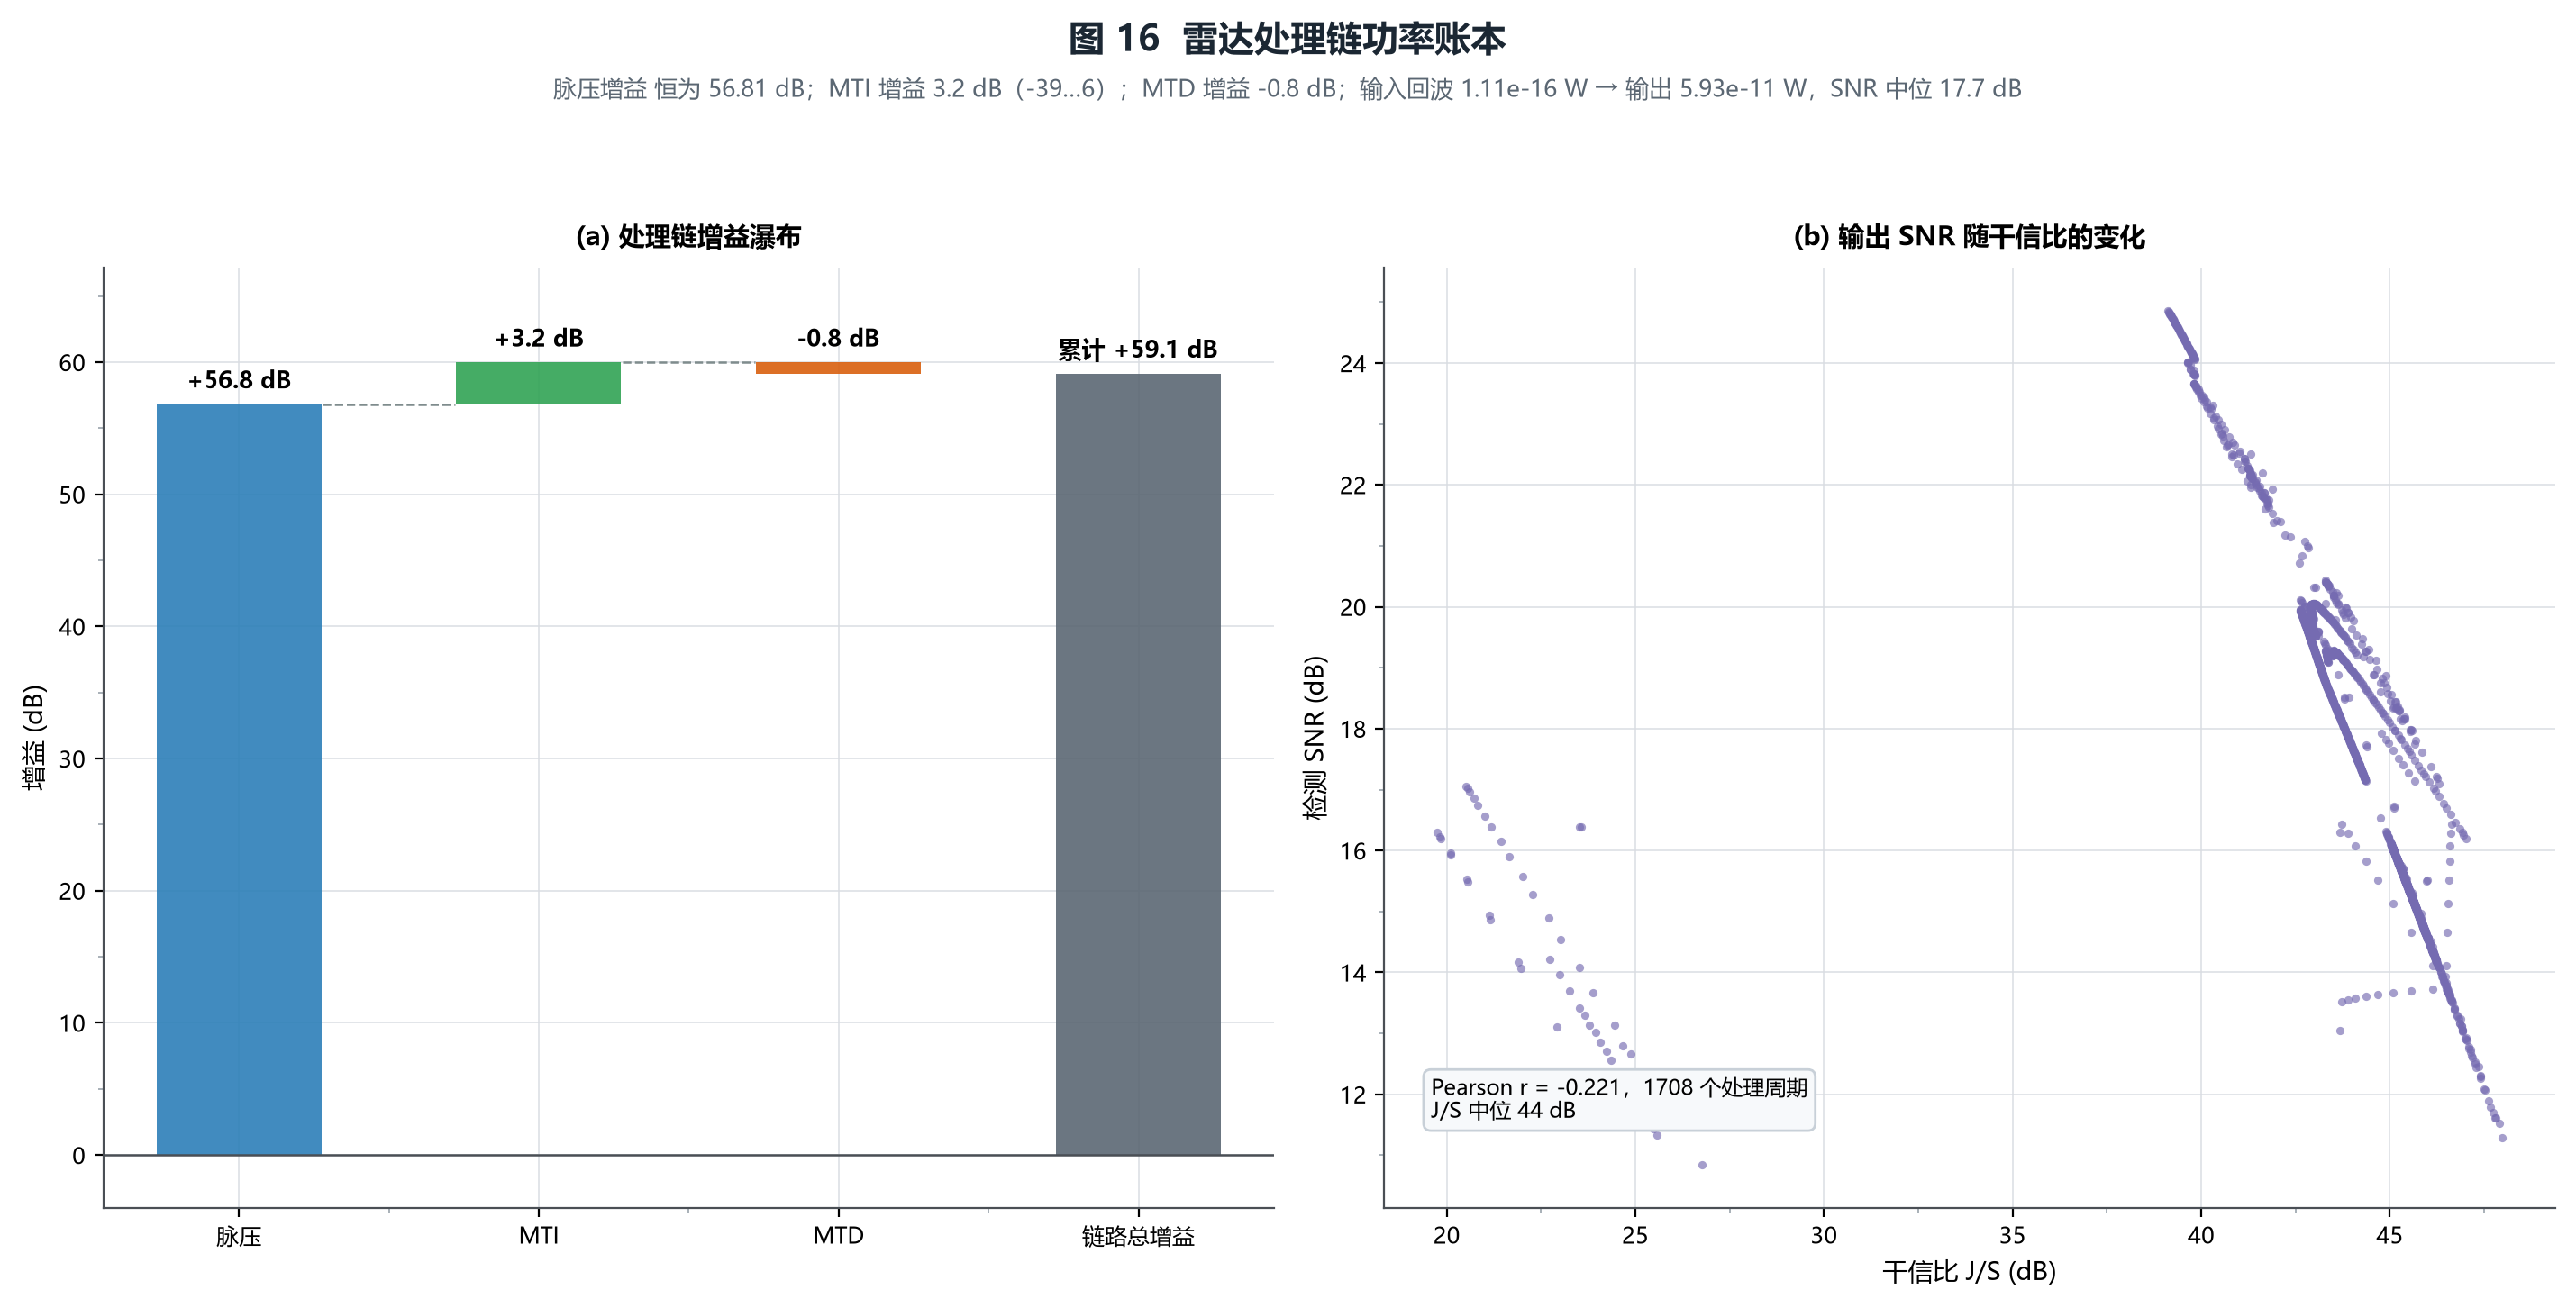 图 16 雷达处理链功率账本
脉压增益 恒为 56.81 dB；MTI 增益 3.2 dB（-39…6）；MTD 增益 -0.8 dB；输入回波 1.11e-16 W → 输出 5.93e-11 W，SNR 中位 17.7 dB
(a) 处理链增益瀑布
增益 (dB)
60
50
40
30
20
10
0
+56.8 dB
+3.2 dB
-0.8 dB
累计 +59.1 dB
脉压
MTI
MTD
链路总增益
(b) 输出 SNR 随干信比的变化
检测 SNR (dB)
24
22
20
18
16
14
12
Pearson r = -0.221，1708 个处理周期
J/S 中位 44 dB
20
25
30
35
40
45
干信比 J/S (dB)